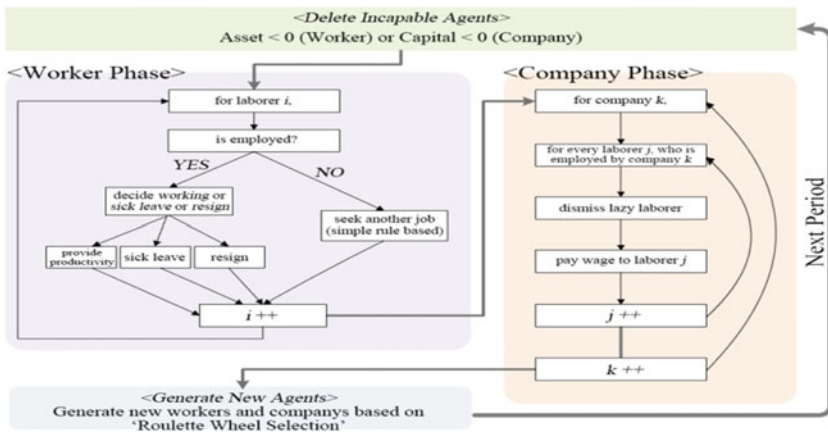 <Delete Incapable Agents>
Asset < 0 (Worker) or Capital < 0 (Company)
<Worker Phase>
for laborer i,
is employed?
YES
NO
decide working or
sick leave or resign
seek another job
(simple rule based)
provide
productivity
sick leave
resign
i ++
<Company Phase>
for company k,
for every laborer j, who is
employed by company k
dismiss lazy laborer
pay wage to laborer j
j ++
k ++
Next Period
<Generate New Agents>
Generate new workers and companys based on
‘Roulette Wheel Selection’